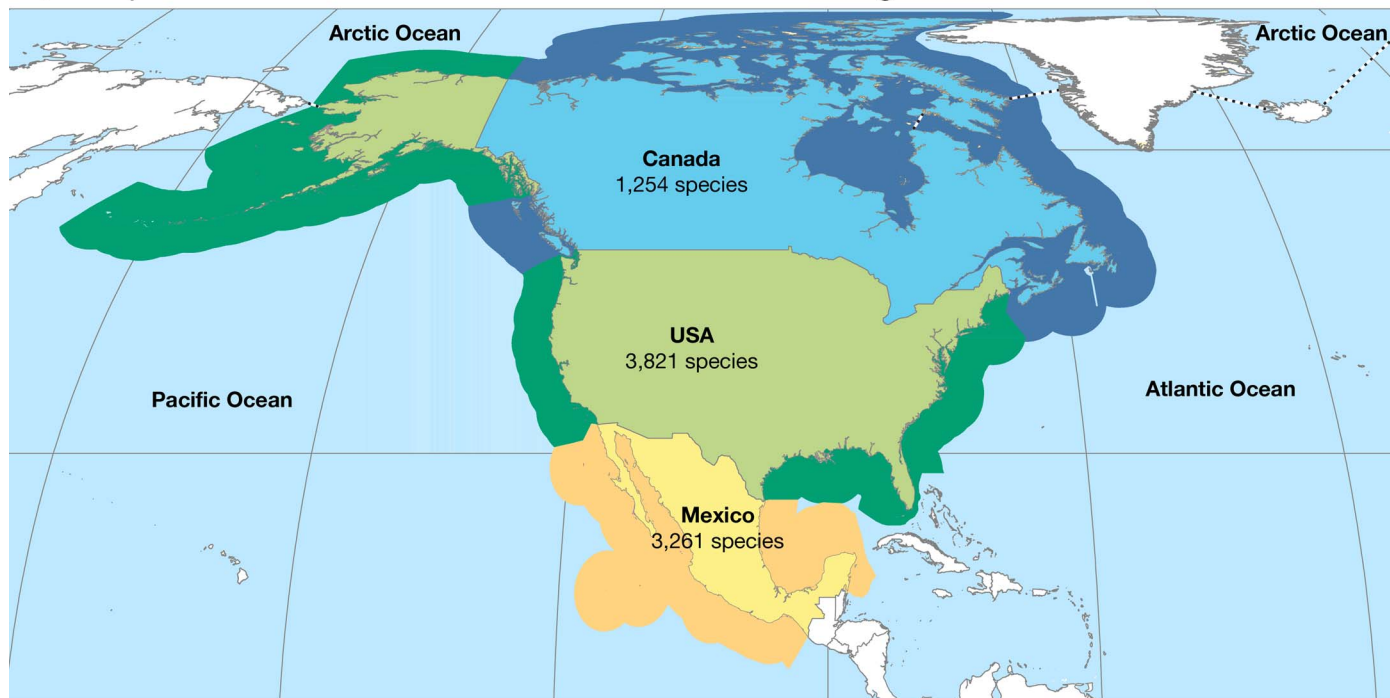 Arctic Ocean
Arctic Ocean
Canada
1,254 species
USA
3,821 species
Pacific Ocean
Atlantic Ocean
Mexico
3,261 species